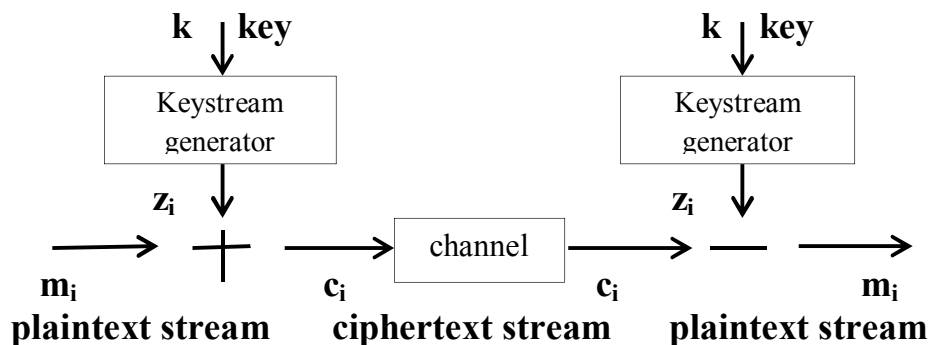 k key
k key
Keystream
generator
Keystream
generator
zᵢ
zᵢ
channel
mᵢ
cᵢ
cᵢ
mᵢ
plaintext stream
ciphertext stream
plaintext stream